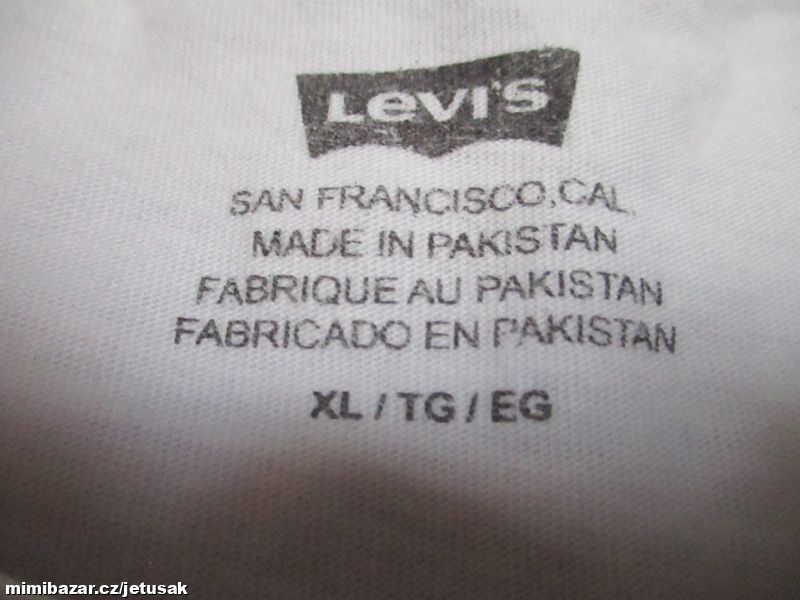 Levi's
SAN FRANCISCO, CAL.
MADE IN PAKISTAN
FABRIQUE AU PAKISTAN
FABRICADO EN PAKISTAN
XL / TG / EG
mimibazar.cz/jetusak